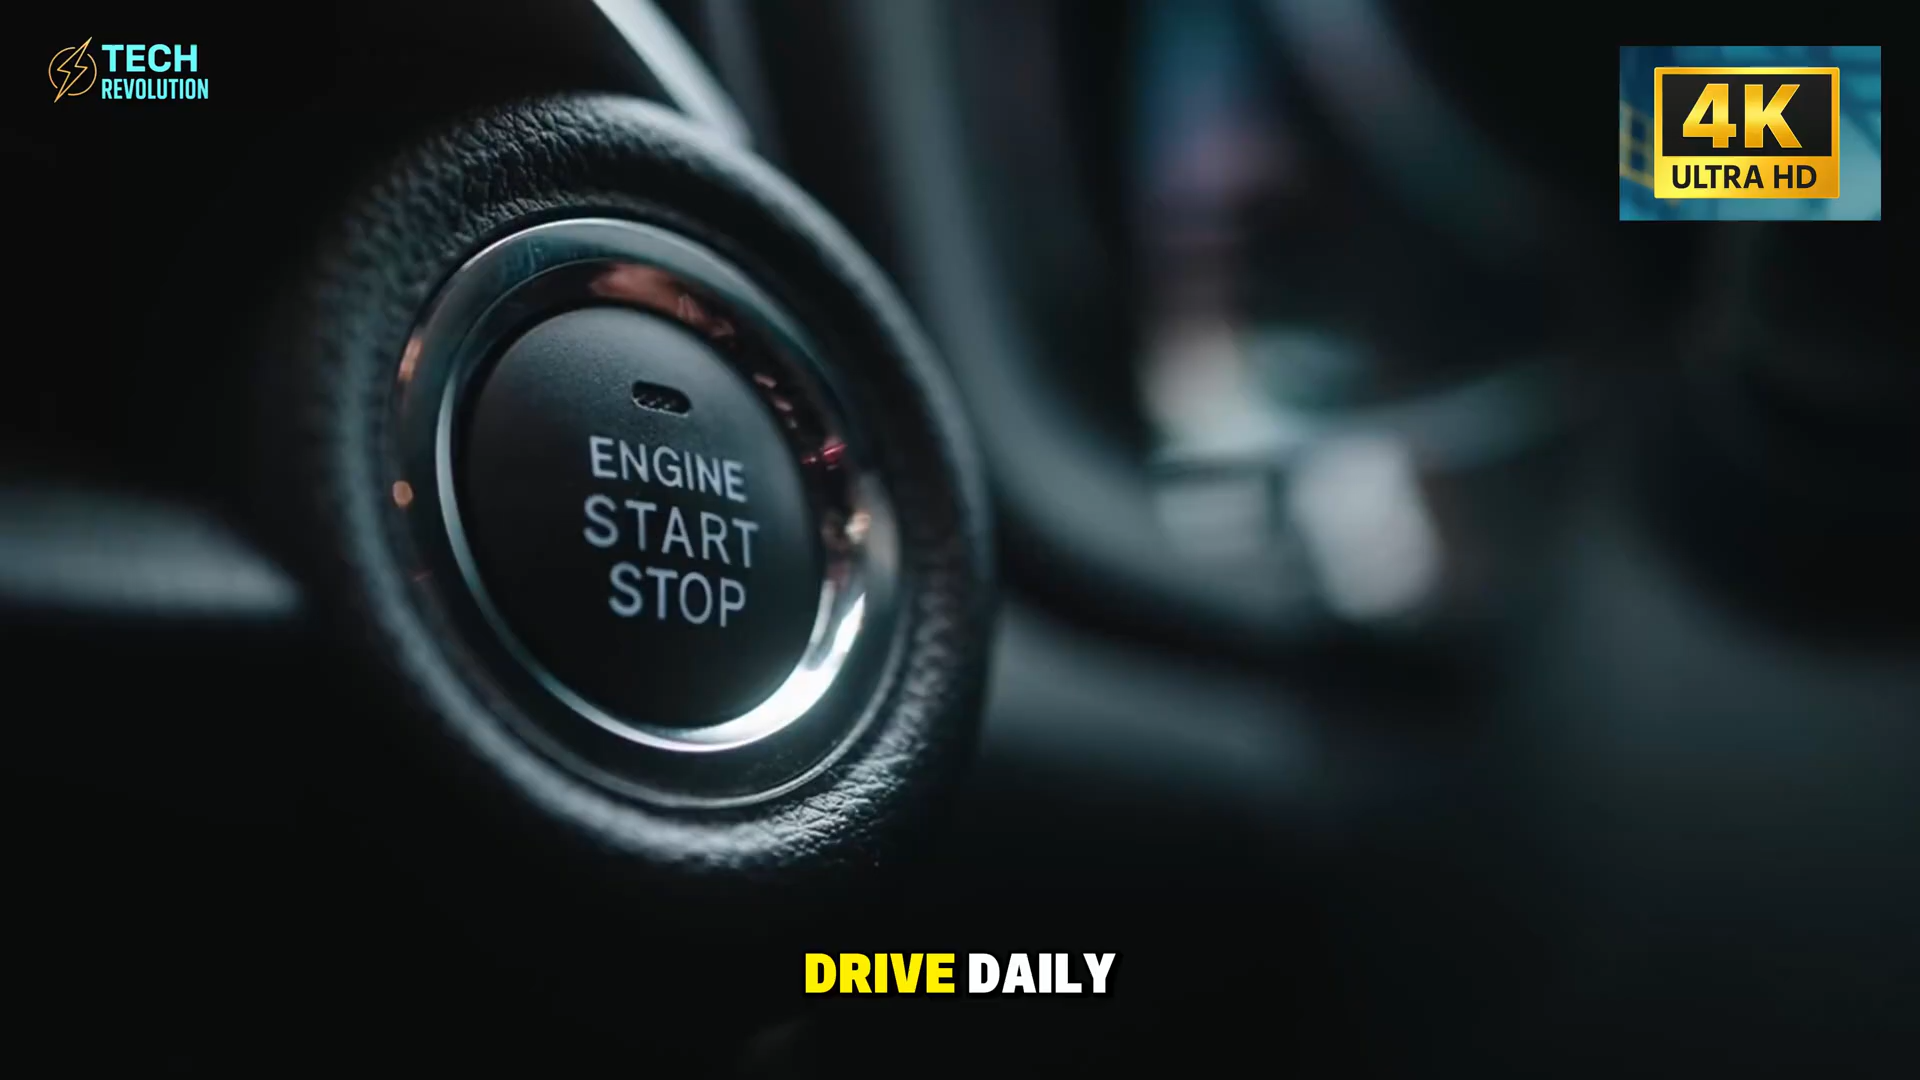 TECH
REVOLUTION
4K
ULTRA HD
ENGINE
START
STOP
DRIVE DAILY